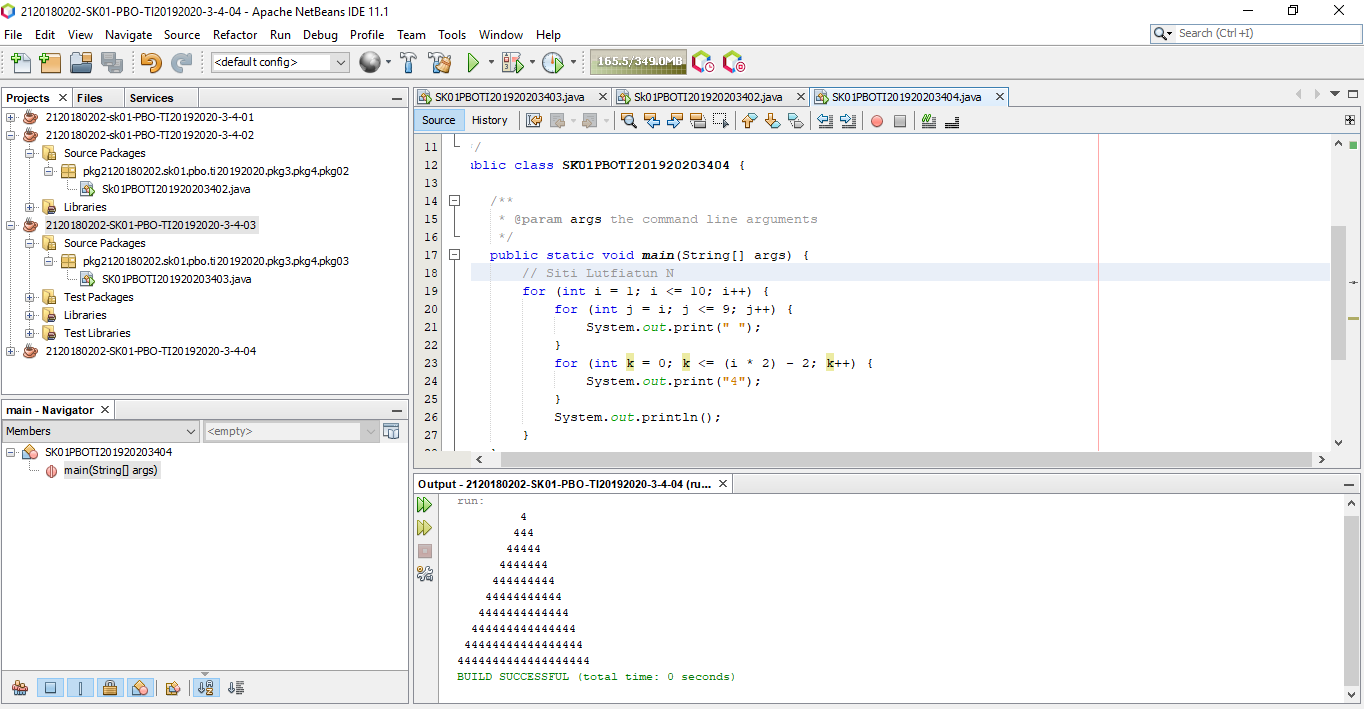 2120180202-SK01-PBO-TI20192020-3-4-04 - Apache NetBeans IDE 11.1
File Edit View Navigate Source Refactor Run Debug Profile Team Tools Window Help
Search (Ctrl+I)
<default config>
165.5/349.0MB
Projects Files Services
2120180202-sk01-PBO-TI20192020-3-4-01
2120180202-SK01-PBO-TI20192020-3-4-02
Source Packages
pkg2120180202.sk01.pbo.ti20192020.pkg3.pkg4.pkg02
Sk01PBOTI201920203402.java
Libraries
2120180202-SK01-PBO-TI20192020-3-4-03
Source Packages
pkg2120180202.sk01.pbo.ti20192020.pkg3.pkg4.pkg03
SK01PBOTI201920203403.java
Test Packages
Libraries
Test Libraries
2120180202-SK01-PBO-TI20192020-3-4-04
main - Navigator
Members
<empty>
SK01PBOTI201920203404
main(String[] args)
SK01PBOTI201920203403.java Sk01PBOTI201920203402.java SK01PBOTI201920203404.java
Source History
11 /
12 ublic class SK01PBOTI201920203404 {
13
14 /**
15 * @param args the command line arguments
16 */
17 public static void main(String[] args) {
18 // Siti Lutfiatun N
19 for (int i = 1; i <= 10; i++) {
20 for (int j = i; j <= 9; j++) {
21 System.out.print(" ");
22 }
23 for (int k = 0; k <= (i * 2) - 2; k++) {
24 System.out.print("4");
25 }
26 System.out.println();
27 }
Output - 2120180202-SK01-PBO-TI20192020-3-4-04 (ru...
run:
4
444
44444
4444444
444444444
44444444444
4444444444444
444444444444444
44444444444444444
4444444444444444444
BUILD SUCCESSFUL (total time: 0 seconds)